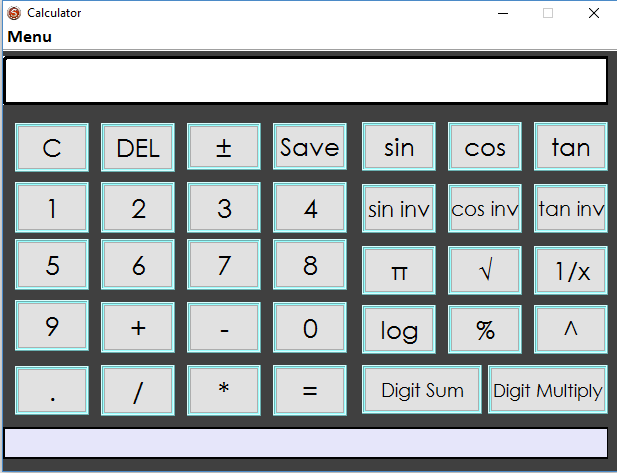 Calculator
Menu
C DEL ± Save sin cos tan
1 2 3 4 sin inv cos inv tan inv
5 6 7 8 π √ 1/x
9 + - 0 log % ^
. / * = Digit Sum Digit Multiply